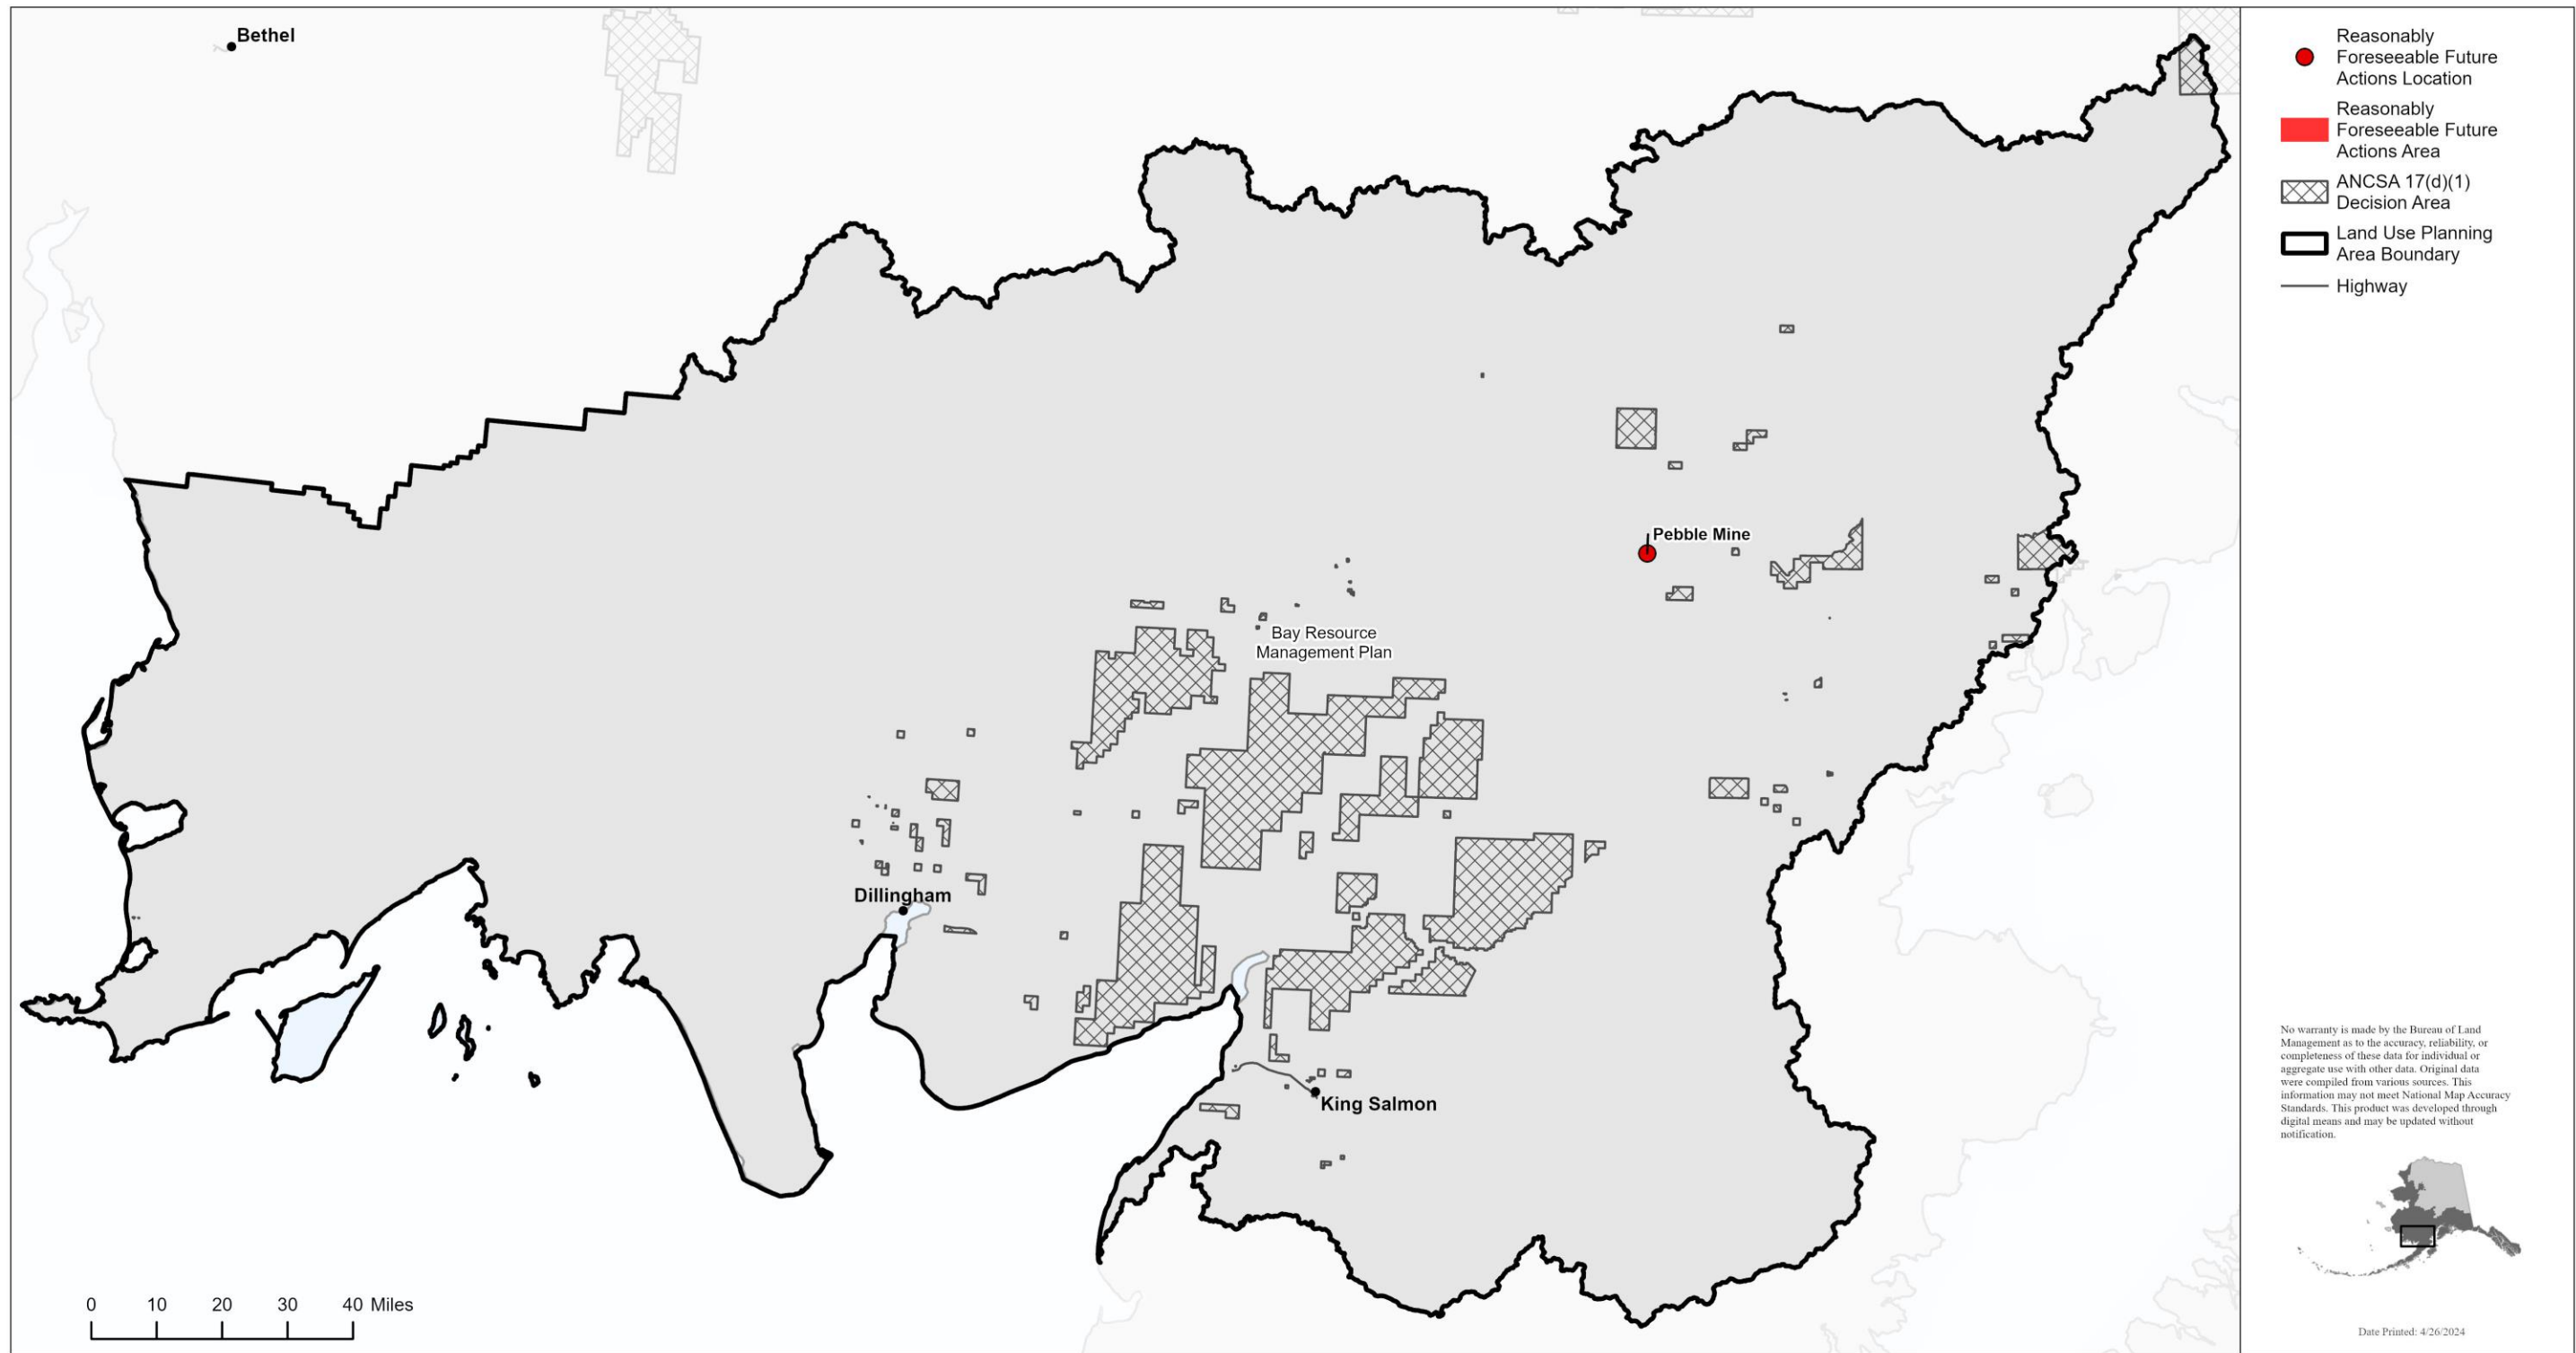 Bethel
Pebble Mine
Bay Resource
Management Plan
Dillingham
King Salmon
0 10 20 30 40 Miles
Reasonably
Foreseeable Future
Actions Location
Reasonably
Foreseeable Future
Actions Area
ANCSA 17(d)(1)
Decision Area
Land Use Planning
Area Boundary
Highway
No warranty is made by the Bureau of Land
Management as to the accuracy, reliability, or
completeness of these data for individual or
aggregate use with other data. Original data
were compiled from various sources. This
information may not meet National Map Accuracy
Standards. This product was developed through
digital means and may be updated without
notification.
Date Printed: 4/26/2024